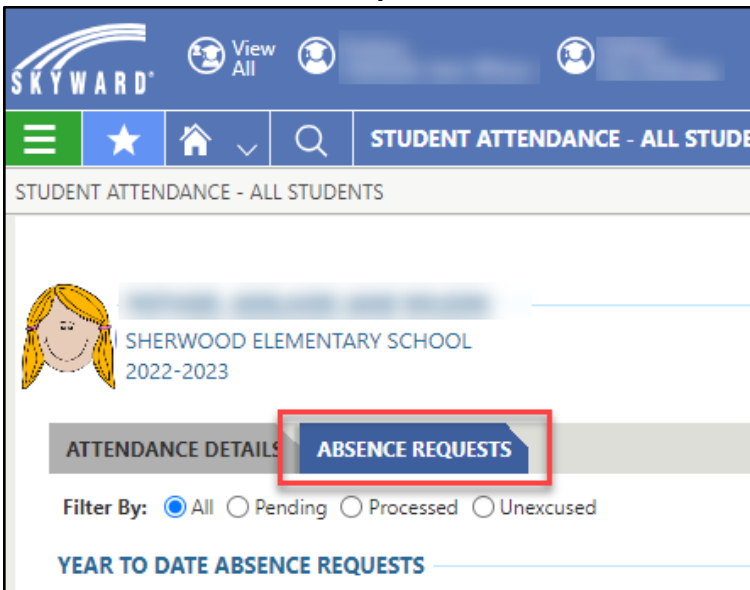 SKYWARD
View All
STUDENT ATTENDANCE - ALL STUDE
STUDENT ATTENDANCE - ALL STUDENTS
SHERWOOD ELEMENTARY SCHOOL
2022-2023
ATTENDANCE DETAILS ABSENCE REQUESTS
Filter By: All Pending Processed Unexcused
YEAR TO DATE ABSENCE REQUESTS